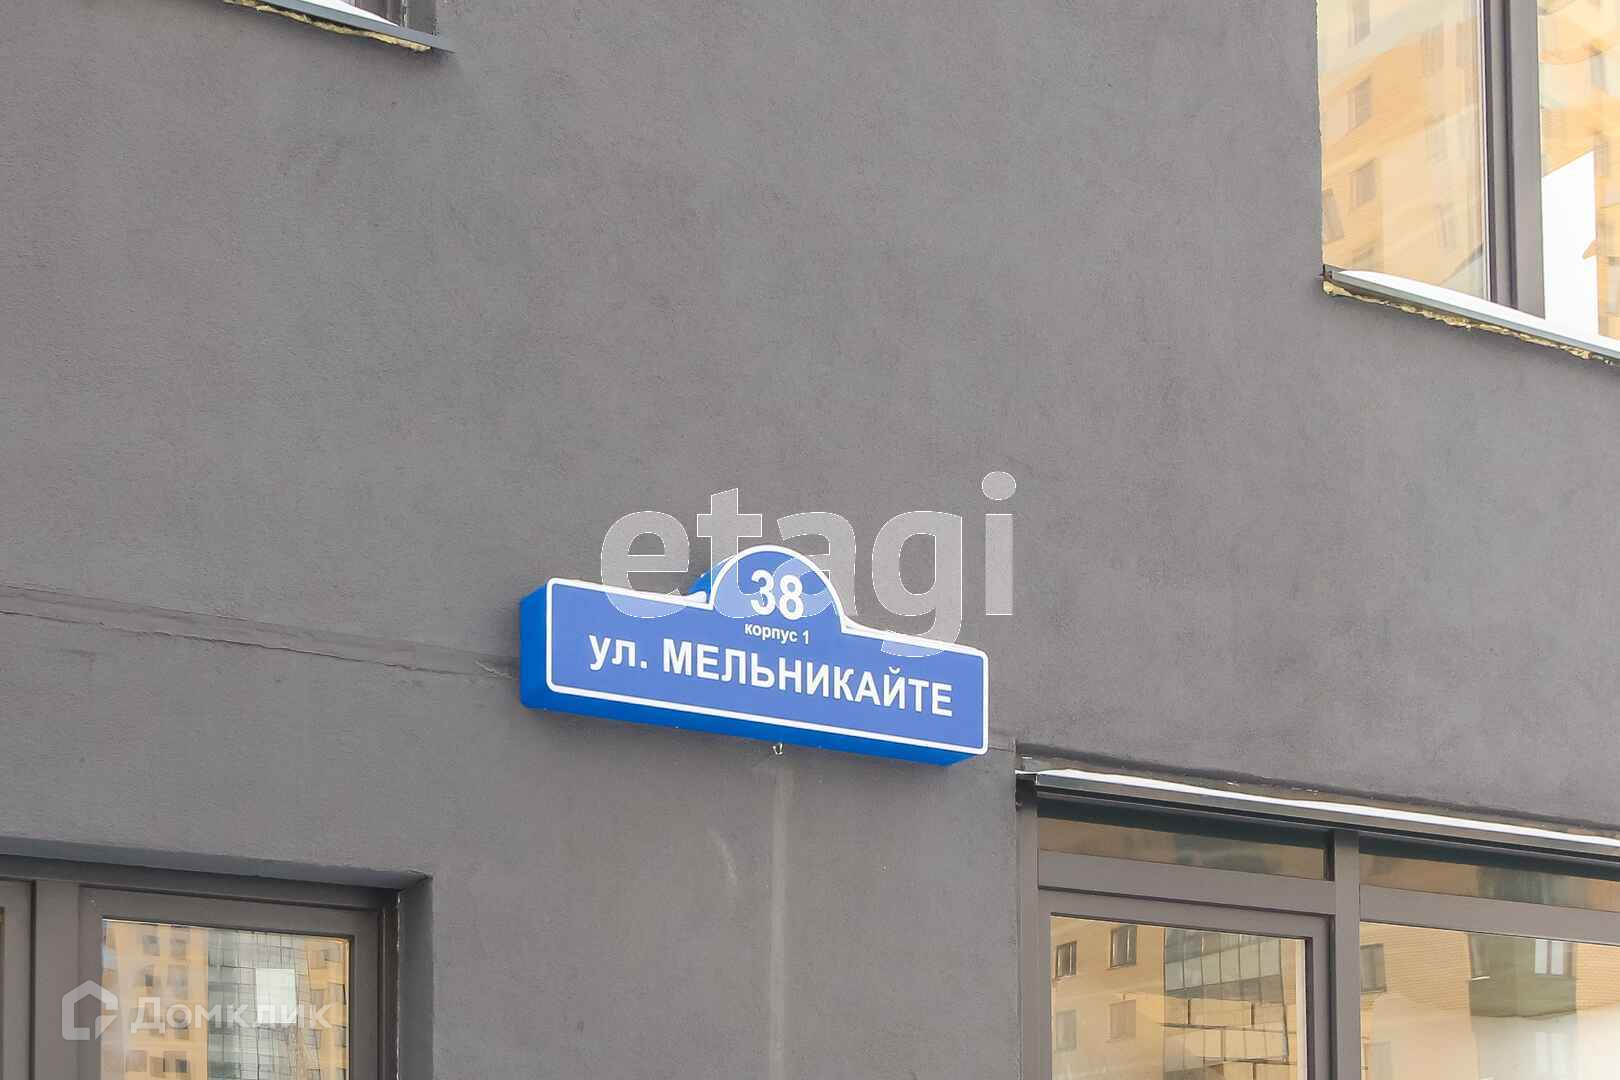 etagi
38
корпус 1
ул. МЕЛЬНИКАЙТЕ
Домклик